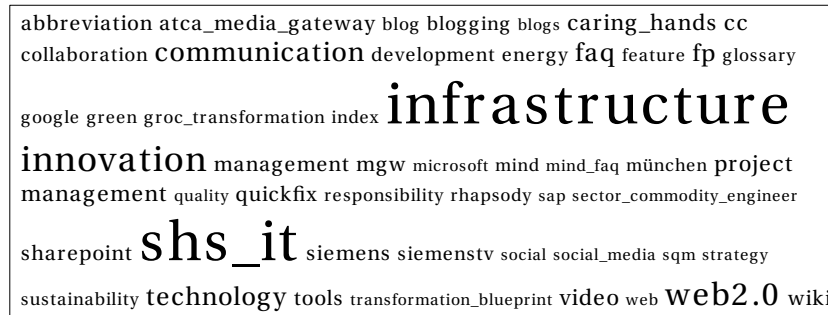 abbreviation atca_media_gateway blog blogging blogs caring_hands cc
collaboration communication development energy faq feature fp glossary
google green groc_transformation index infrastructure
innovation management mgw microsoft mind mind_faq münchen project
management quality quickfix responsibility rhapsody sap sector_commodity_engineer
sharepoint shs_it siemens siemenstv social social_media sqm strategy
sustainability technology tools transformation_blueprint video web web2.0 wiki